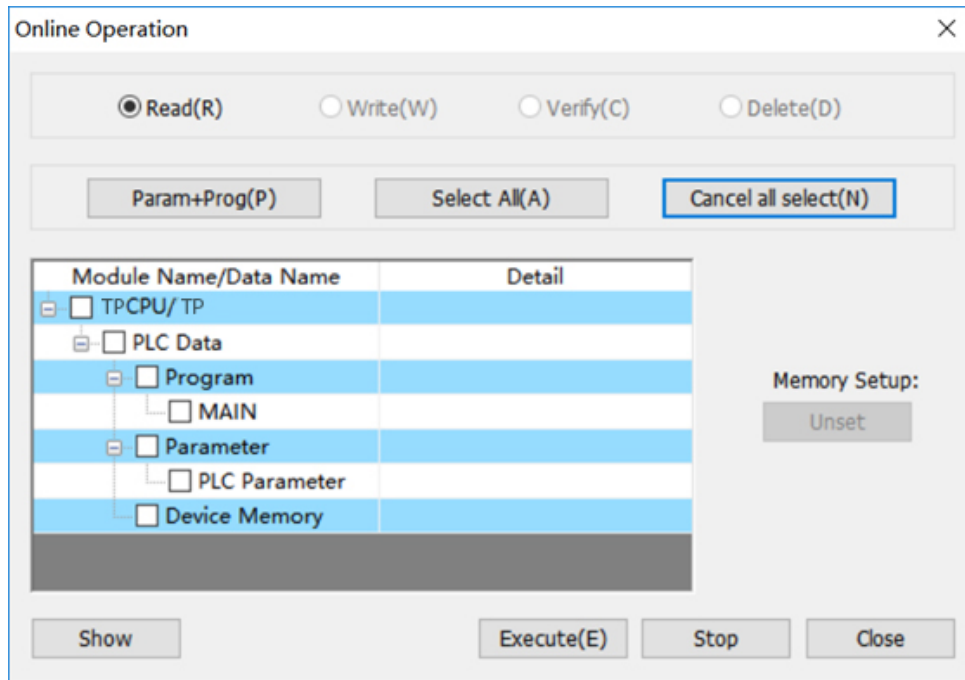 Online Operation
Read(R) Write(W) Verify(C) Delete(D)
Param+Prog(P) Select All(A) Cancel all select(N)
Module Name/Data Name Detail
TPCPU/ TP
PLC Data
Program
MAIN
Parameter
PLC Parameter
Device Memory
Memory Setup:
Unset
Show Execute(E) Stop Close